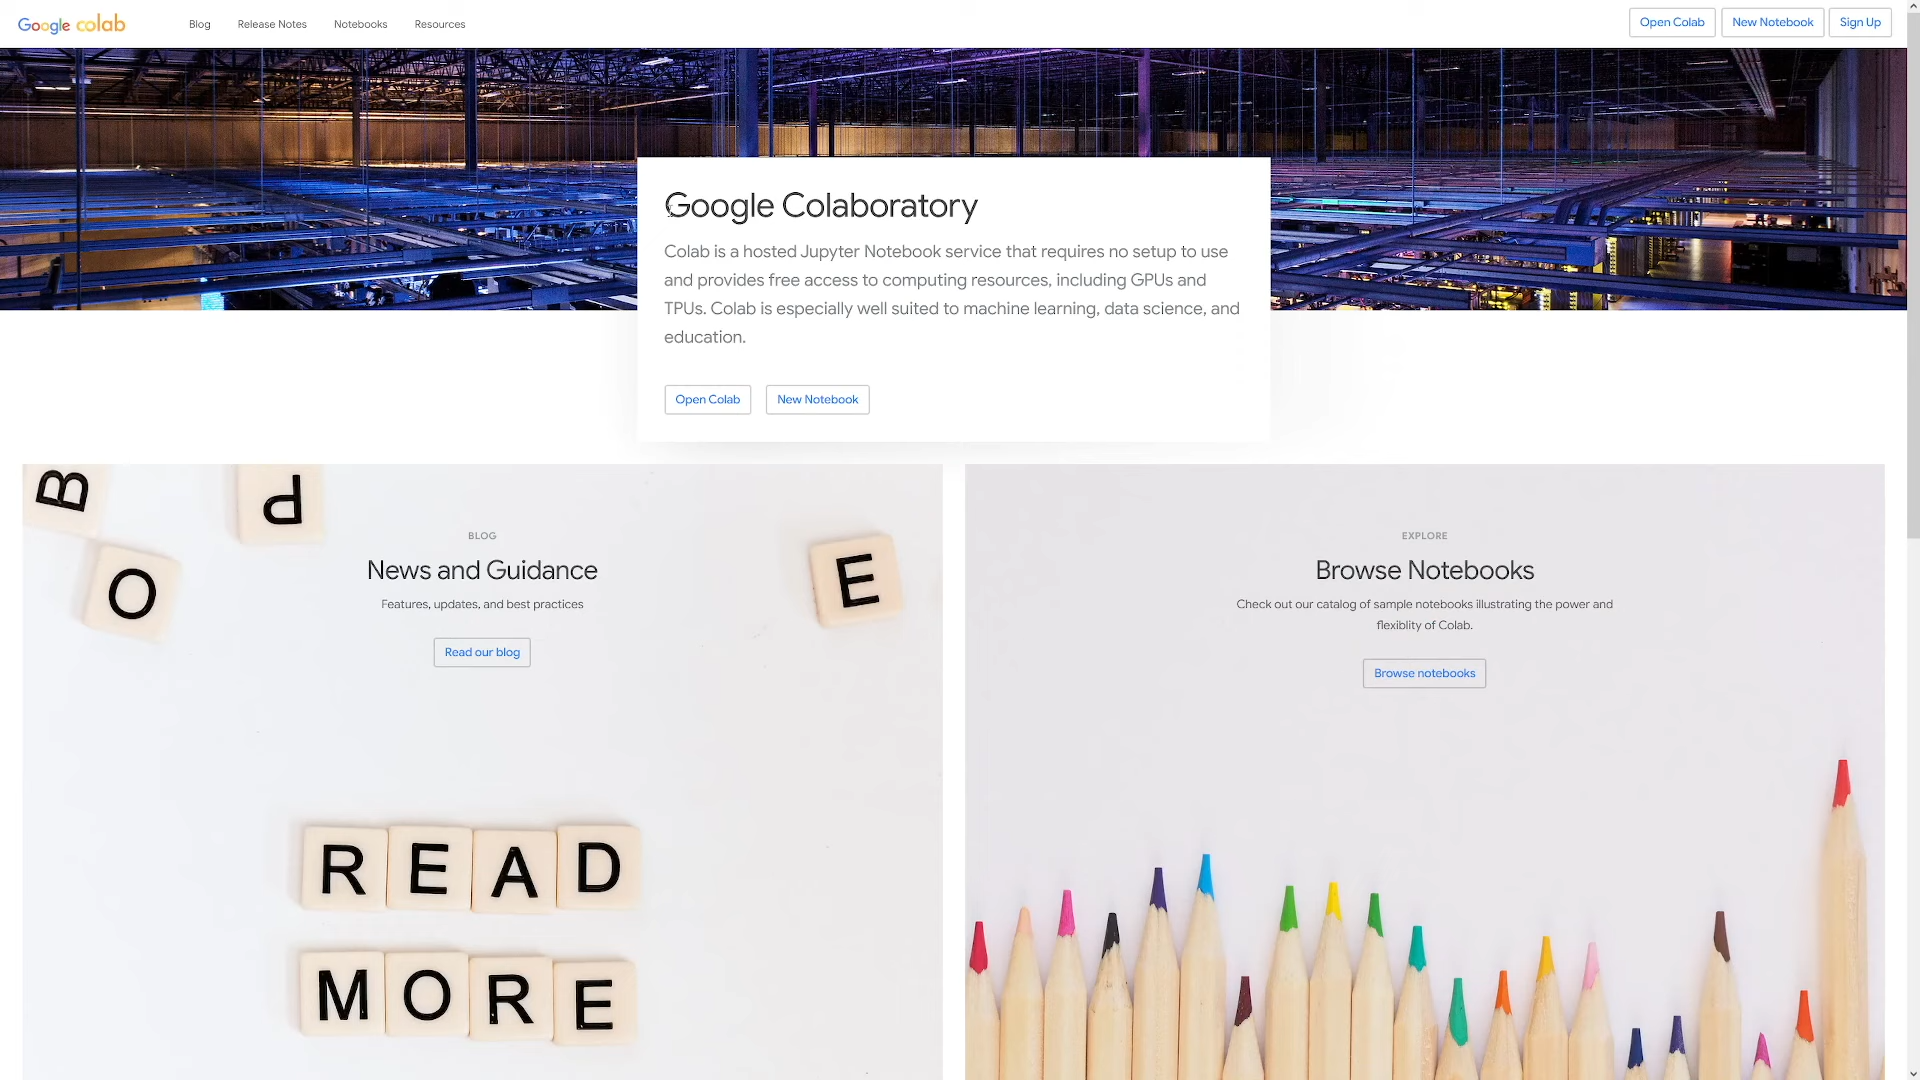 Google colab
Blog
Release Notes
Notebooks
Resources
Open Colab
New Notebook
Sign Up
Google Colaboratory
Colab is a hosted Jupyter Notebook service that requires no setup to use
and provides free access to computing resources, including GPUs and
TPUs. Colab is especially well suited to machine learning, data science, and
education.
Open Colab
New Notebook
B
P
O
E
BLOG
News and Guidance
Features, updates, and best practices
Read our blog
READ
MORE
EXPLORE
Browse Notebooks
Check out our catalog of sample notebooks illustrating the power and
flexiblity of Colab.
Browse notebooks